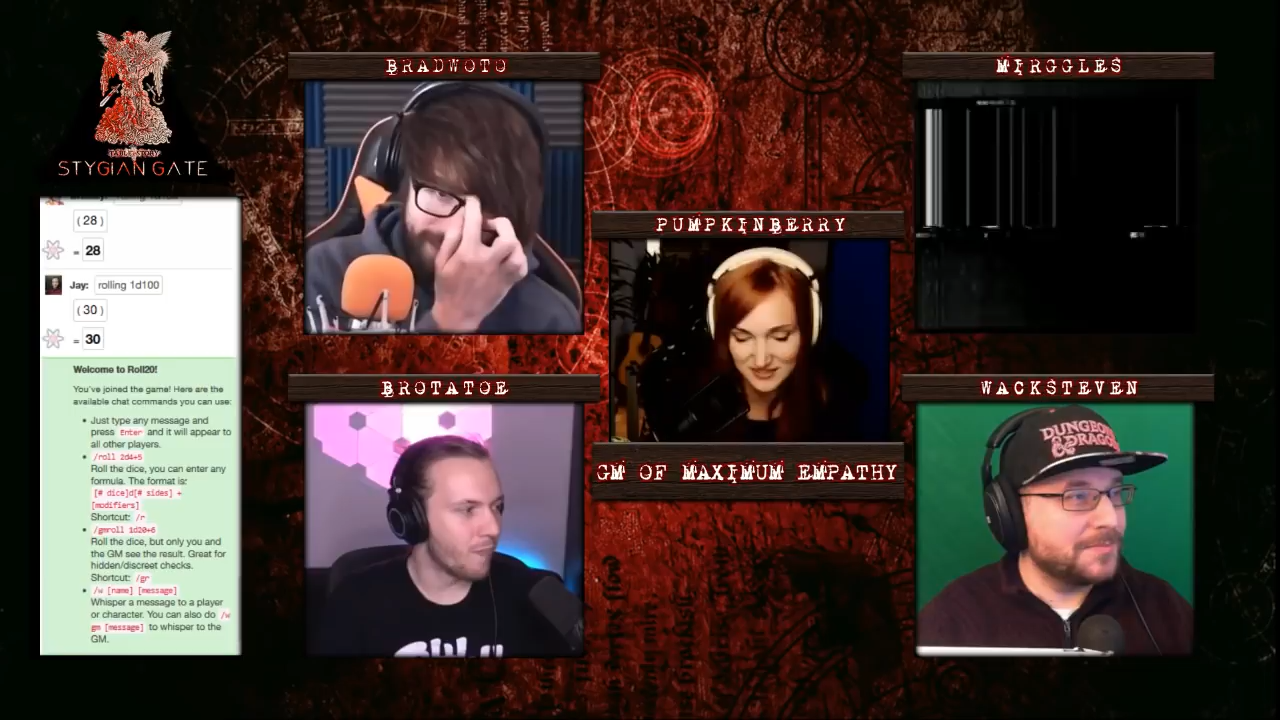 TABLE STORY
STYGIAN GATE
(28)
= 28
Jay: rolling 1d100
(30)
= 30
Welcome to Roll20!
You've joined the game! Here are the
available chat commands you can use:
Just type any message and
press Enter and it will appear to
all other players.
/roll 2d4+5
Roll the dice, you can enter any
formula. The format is:
[# dice]d[# sides] +
[modifiers]
Shortcut: /r
/gmroll 1d20+6
Roll the dice, but only you and
the GM see the result. Great for
hidden/discreet checks.
Shortcut: /gr
/w [name] [message]
Whisper a message to a player
or character. You can also do /w
gm [message] to whisper to the
GM.
BRADWOTO
MIRGGLES
PUMPKINBERRY
GM OF MAXIMUM EMPATHY
BROTATOE
WACKSTEVEN
DUNGEONS
& DRAGO